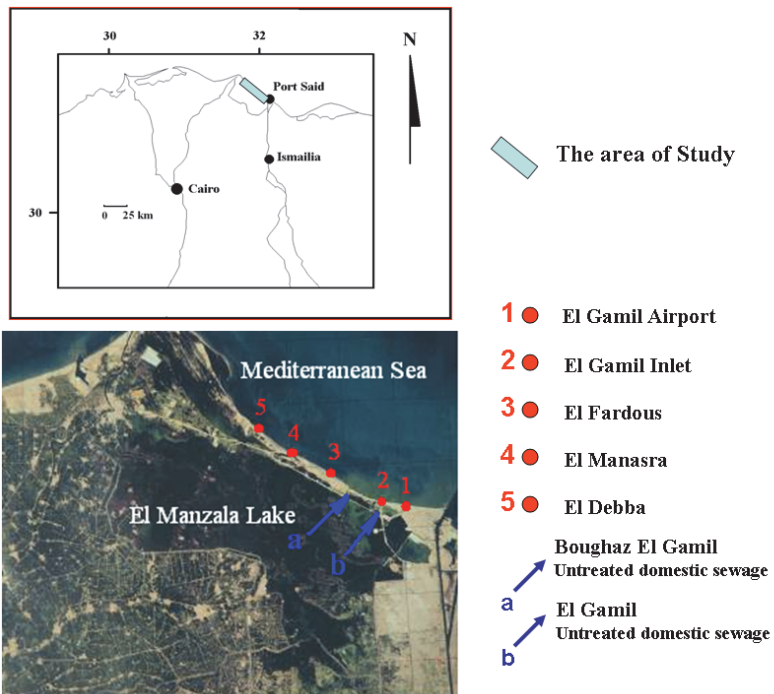 30
32
N
Port Said
Ismailia
Cairo
0 25 km
30
The area of Study
Mediterranean Sea
5
4
3
2
1
El Manzala Lake
a
b
1 El Gamil Airport
2 El Gamil Inlet
3 El Fardous
4 El Manasra
5 El Debba
Boughaz El Gamil
Untreated domestic sewage
a
El Gamil
Untreated domestic sewage
b